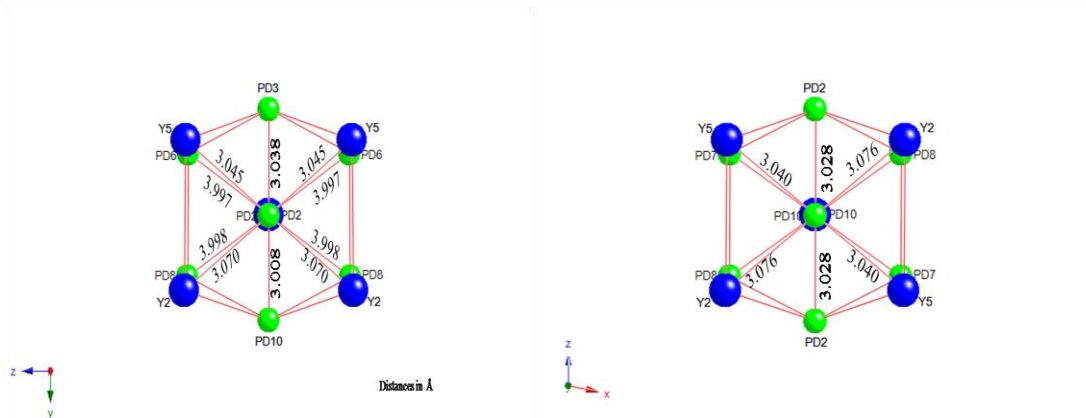 PD3
Y5 Y5
PD6 PD6
3.045 3.038 3.045
3.997 3.997
PD2 PD2
3.998 3.998
3.070 3.008 3.070
PD8 PD8
Y2 Y2
PD10
z
y
Distances in Å
PD2
Y5 Y2
PD7 PD8
3.040 3.028 3.076
PD10 PD10
3.076 3.028 3.040
PD8 PD7
Y2 Y5
PD2
z
x